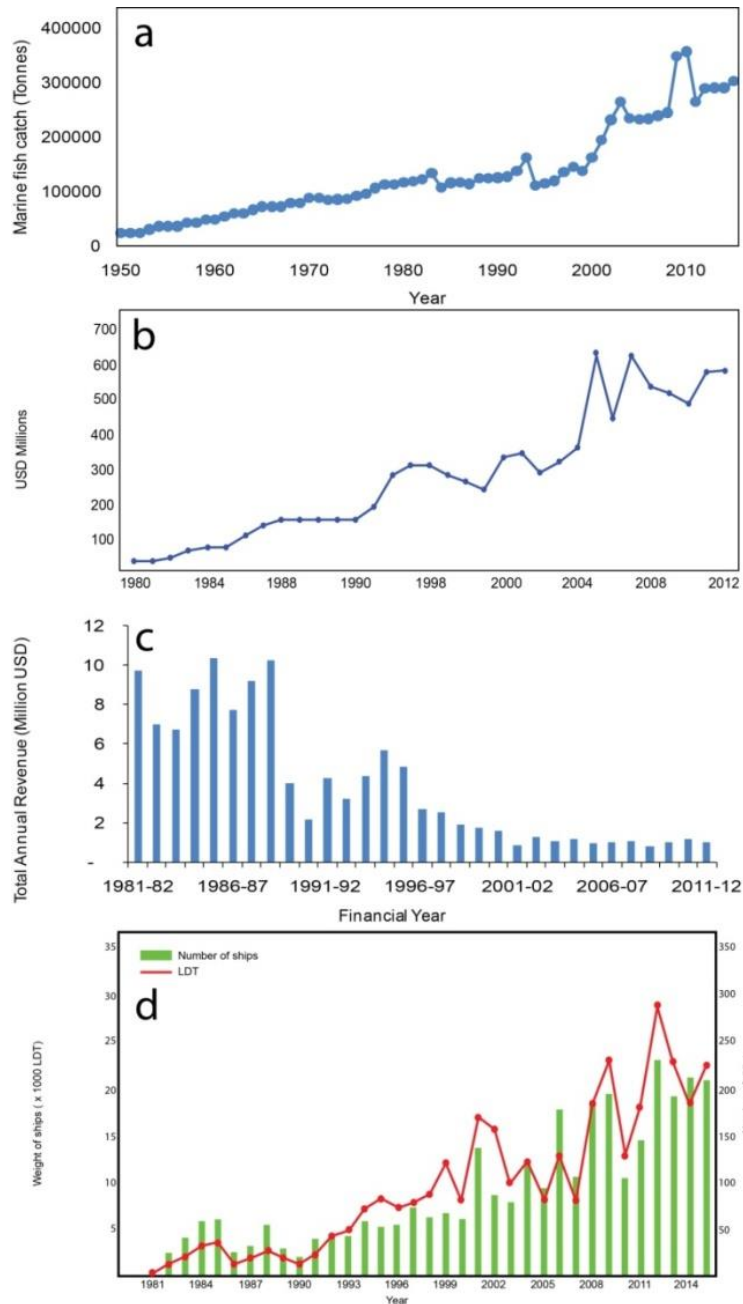 a
Marine fish catch (Tonnes)
400000
300000
200000
100000
0
1950 1960 1970 1980 1990 2000 2010
Year
b
USD Millions
700
600
500
400
300
200
100
1980 1984 1988 1990 1998 2000 2004 2008 2012
c
Total Annual Revenue (Million USD)
12
10
8
6
4
2
-
1981-82 1986-87 1991-92 1996-97 2001-02 2006-07 2011-12
Financial Year
Number of ships
LDT
d
Weight of ships ( x 1000 LDT)
35
30
25
20
15
10
5
350
300
250
200
150
100
50
1981 1984 1987 1990 1993 1996 1999 2002 2005 2008 2011 2014
Year